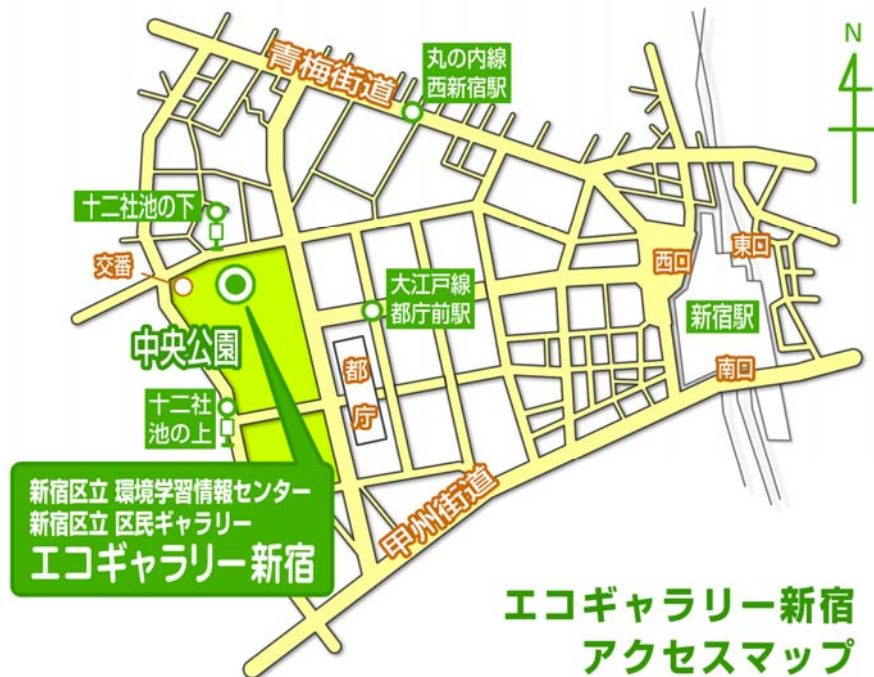 青梅街道
丸の内線
西新宿駅
N
十二社池の下
交番
大江戸線
都庁前駅
西口
東口
新宿駅
南口
中央公園
都庁
十二社
池の上
甲州街道
新宿区立 環境学習情報センター
新宿区立 区民ギャラリー
エコギャラリー新宿
エコギャラリー新宿
アクセスマップ